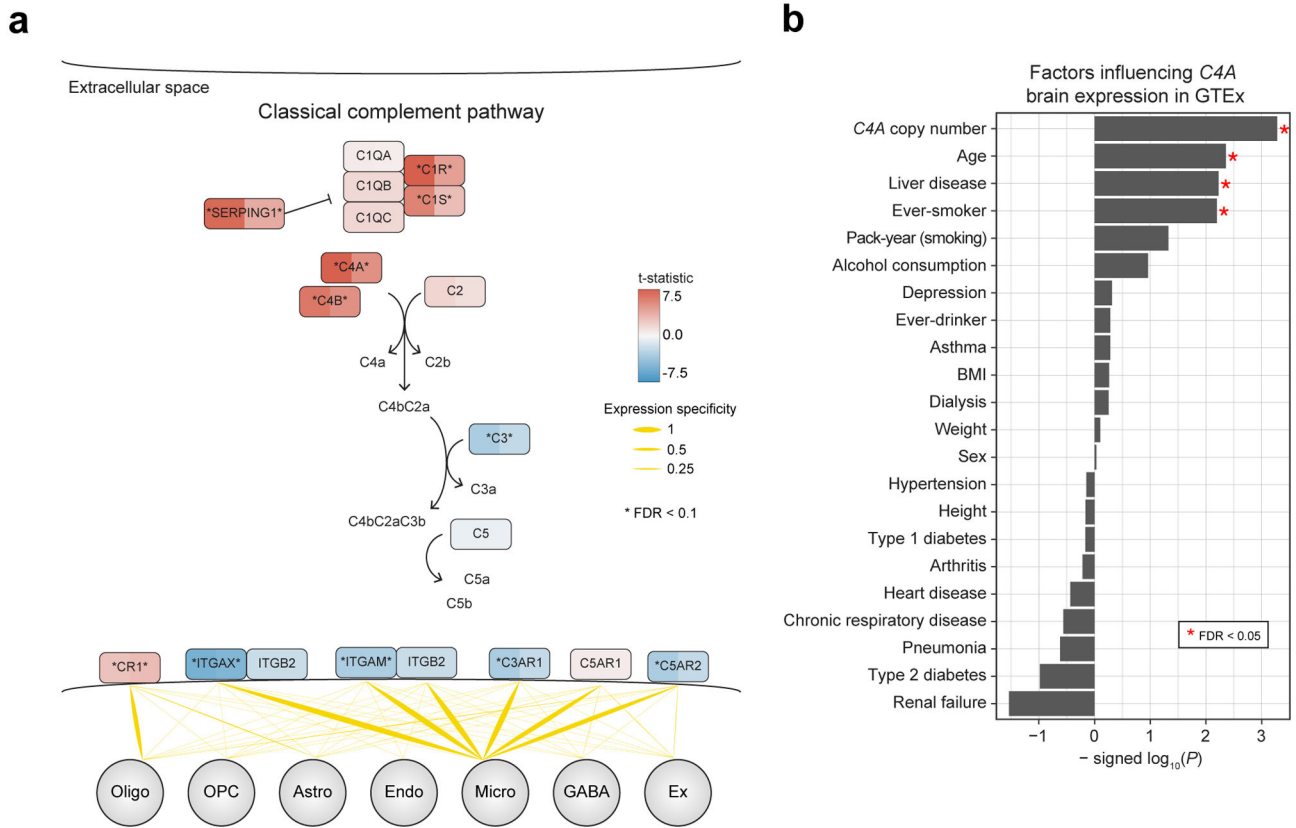 a
Extracellular space
Classical complement pathway
C1QA
*C1R*
C1QB
*C1S*
*SERPING1*
C1QC
*C4A*
*C4B*
C2
C4a
C2b
C4bC2a
*C3*
C3a
C4bC2aC3b
C5
C5a
C5b
t-statistic
7.5
0.0
-7.5
Expression specificity
1
0.5
0.25
* FDR < 0.1
*CR1*
*ITGAX*
ITGB2
*ITGAM*
ITGB2
*C3AR1
C5AR1
*C5AR2
Oligo
OPC
Astro
Endo
Micro
GABA
Ex
b
Factors influencing C4A
brain expression in GTEx
C4A copy number
*
Age
*
Liver disease
*
Ever-smoker
*
Pack-year (smoking)
Alcohol consumption
Depression
Ever-drinker
Asthma
BMI
Dialysis
Weight
Sex
Hypertension
Height
Type 1 diabetes
Arthritis
Heart disease
Chronic respiratory disease
Pneumonia
Type 2 diabetes
Renal failure
* FDR < 0.05
−1 0 1 2 3
− signed log10(P)